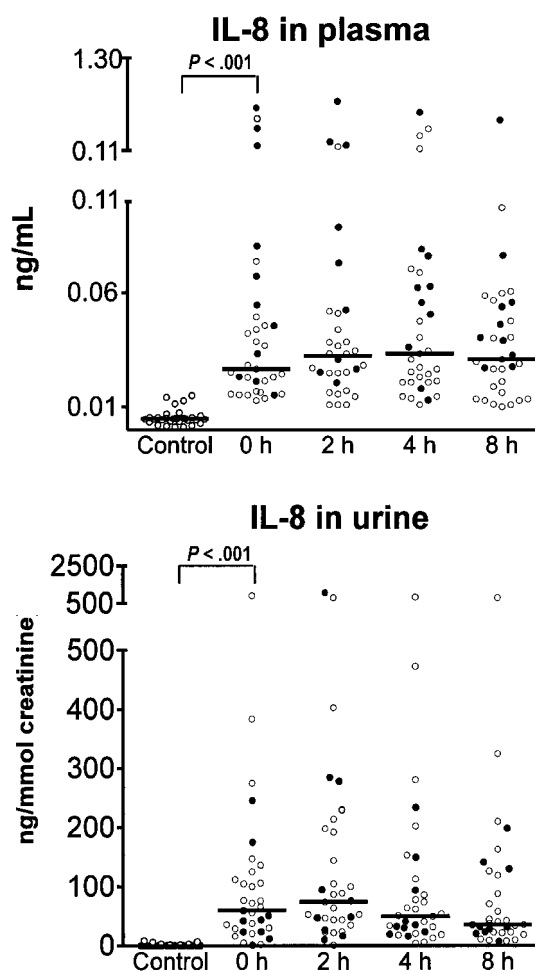 IL-8 in plasma
1.30
P < .001
0.11
0.11
ng/mL
0.06
0.01
Control 0 h 2 h 4 h 8 h
IL-8 in urine
2500
P < .001
500
500
400
ng/mmol creatinine
300
200
100
0
Control 0 h 2 h 4 h 8 h